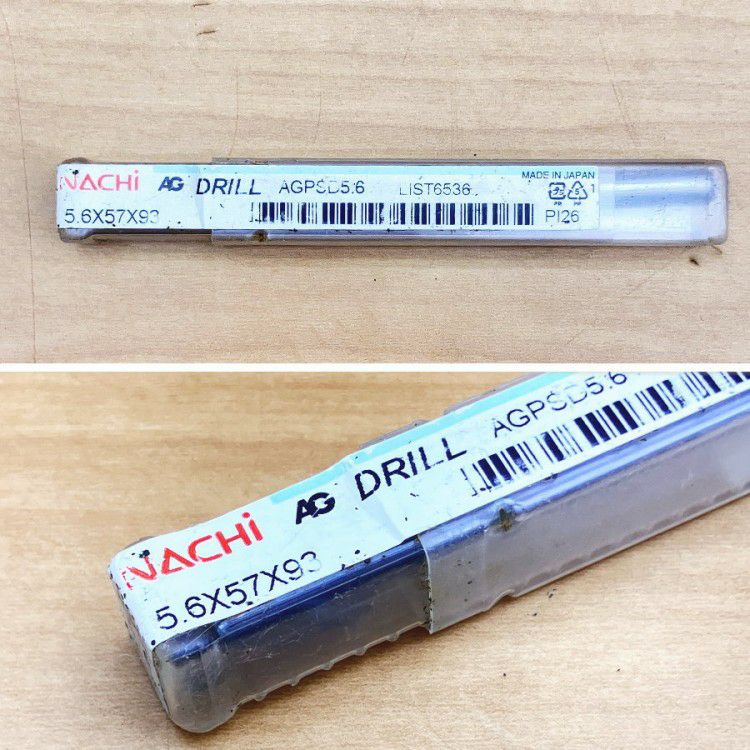 NACHi AG DRILL AGPSD5.6 LIST6536
MADE IN JAPAN
5.6X57X93
PI26
NACHi AG DRILL AGPSD5.6
5.6X57X93